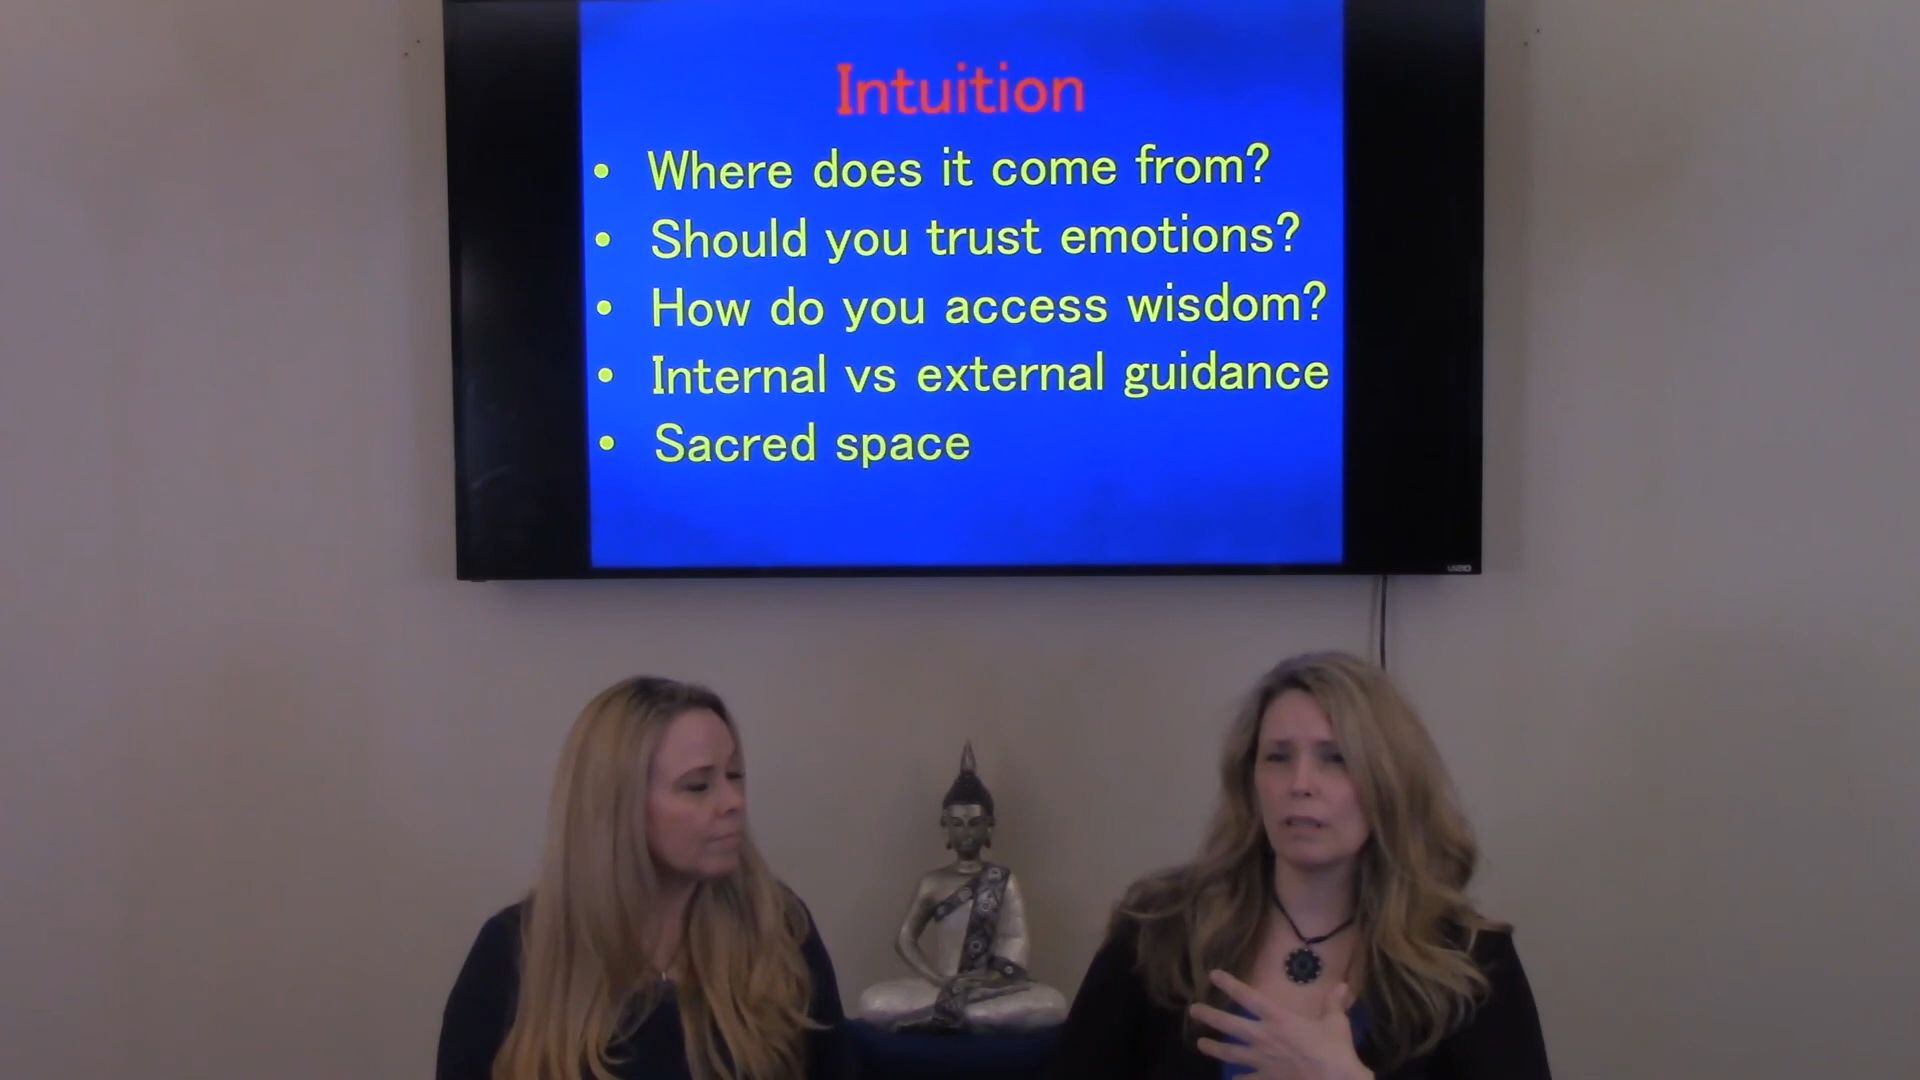 Intuition
• Where does it come from?
• Should you trust emotions?
• How do you access wisdom?
• Internal vs external guidance
• Sacred space
VIZIO